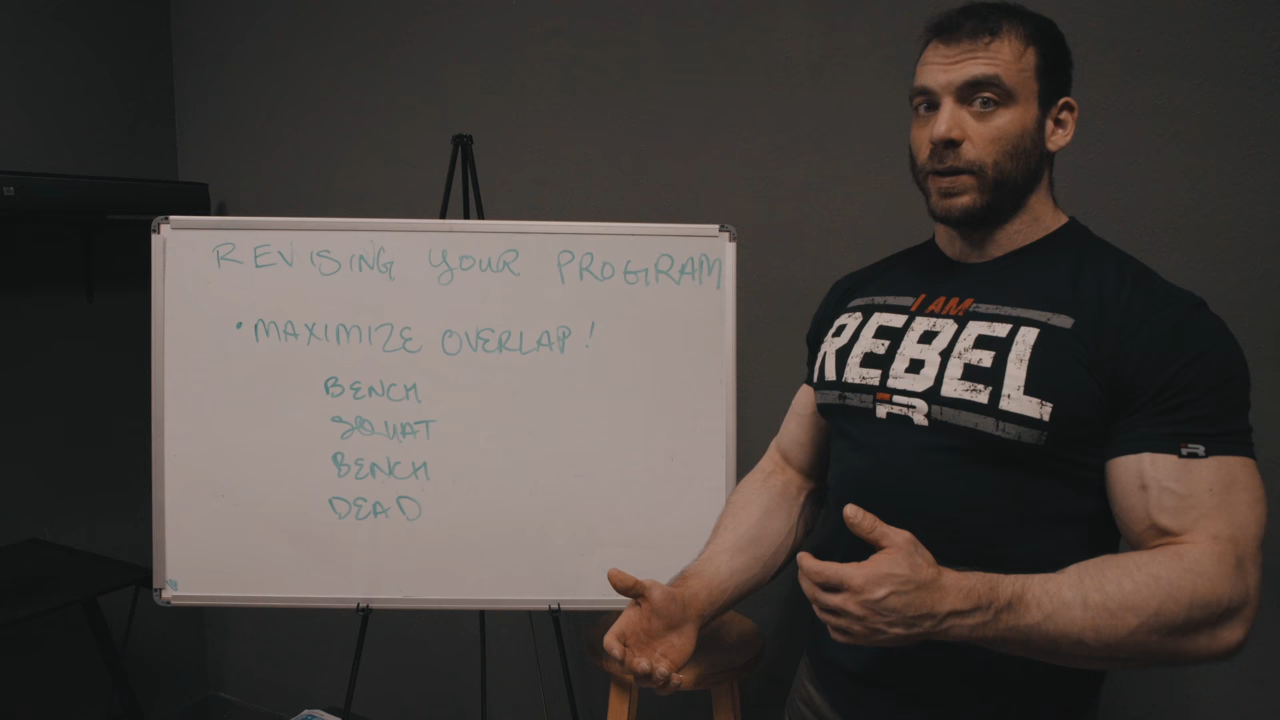 REVISING YOUR PROGRAM
• MAXIMIZE OVERLAP!
BENCH
SQUAT
BENCH
DEAD
I AM
REBEL
R
R